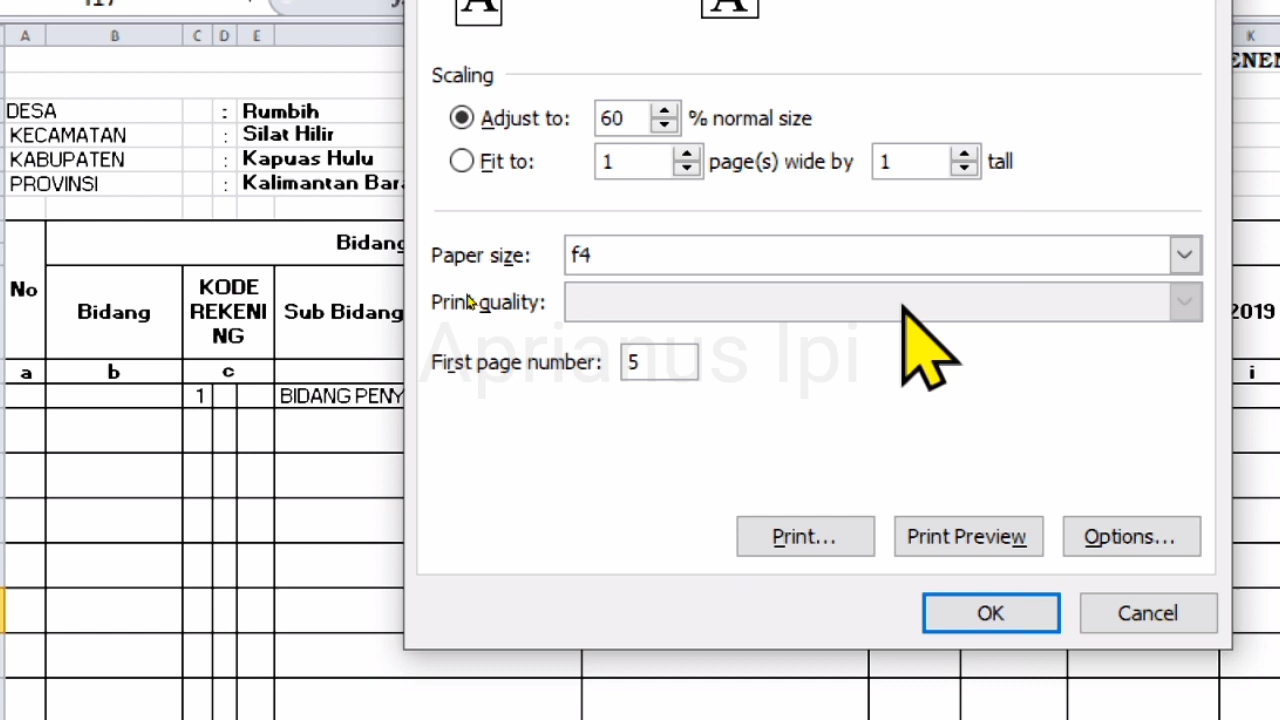 A B C D E K
A A
DESA : Rumbih
KECAMATAN : Silat Hilir
KABUPATEN : Kapuas Hulu
PROVINSI : Kalimantan Bara
No
Bidang
Bidang
KODE
REKENI
NG
Sub Bidang
2019
a b c i
1 BIDANG PENY
Scaling
Adjust to: 60 % normal size
Fit to: 1 page(s) wide by 1 tall
Paper size: f4
Print quality:
First page number: 5
Aprianus Ipi
Print... Print Preview Options...
OK Cancel